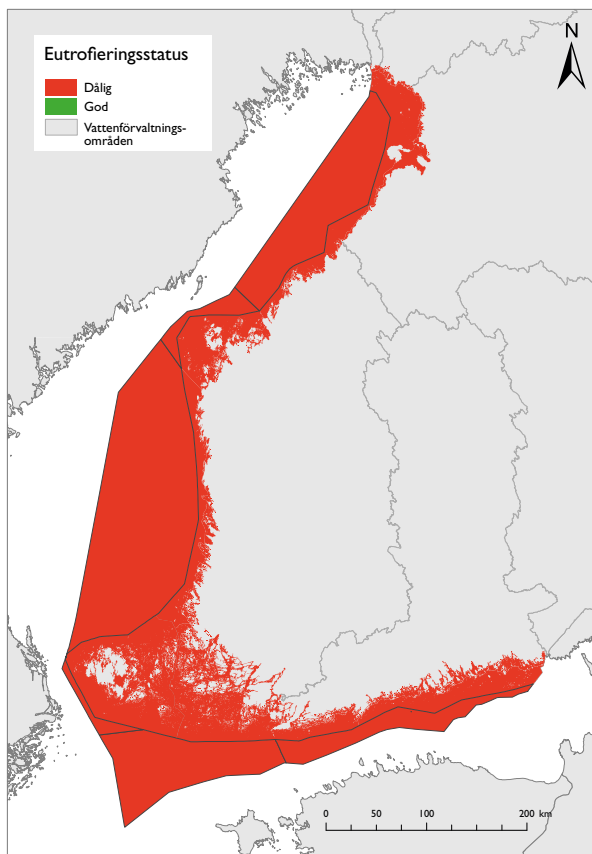 Eutrofieringsstatus
Dålig
God
Vattenförvaltnings-
områden
N
0 50 100 200 km